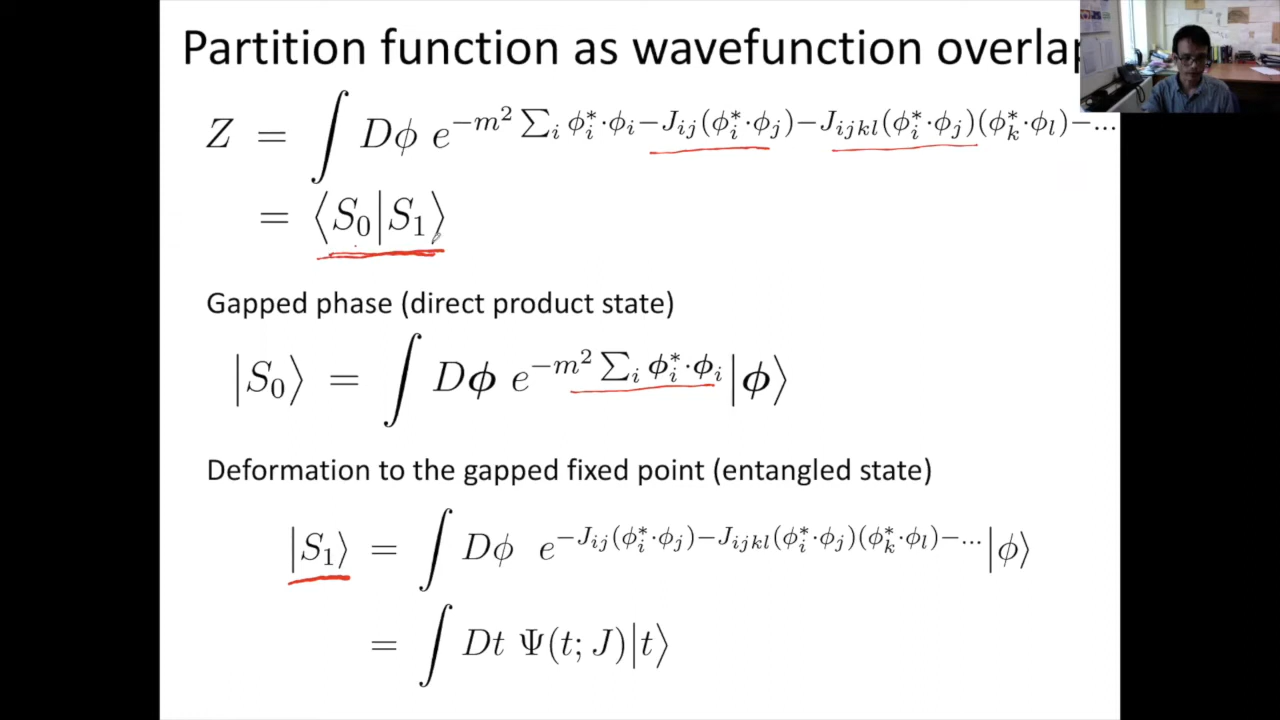 Partition function as wavefunction overlap
Z = ∫ Dϕ e^{−m² ∑_i ϕ_i^*·ϕ_i −J_{ij}(ϕ_i^*·ϕ_j)−J_{ijkl}(ϕ_i^*·ϕ_j)(ϕ_k^*·ϕ_l)−...}
= ⟨S_0|S_1⟩
Gapped phase (direct product state)
|S_0⟩ = ∫ Dϕ e^{−m² ∑_i ϕ_i^*·ϕ_i} |ϕ⟩
Deformation to the gapped fixed point (entangled state)
|S_1⟩ = ∫ Dϕ e^{−J_{ij}(ϕ_i^*·ϕ_j)−J_{ijkl}(ϕ_i^*·ϕ_j)(ϕ_k^*·ϕ_l)−...} |ϕ⟩
= ∫ Dt Ψ(t; J)|t⟩